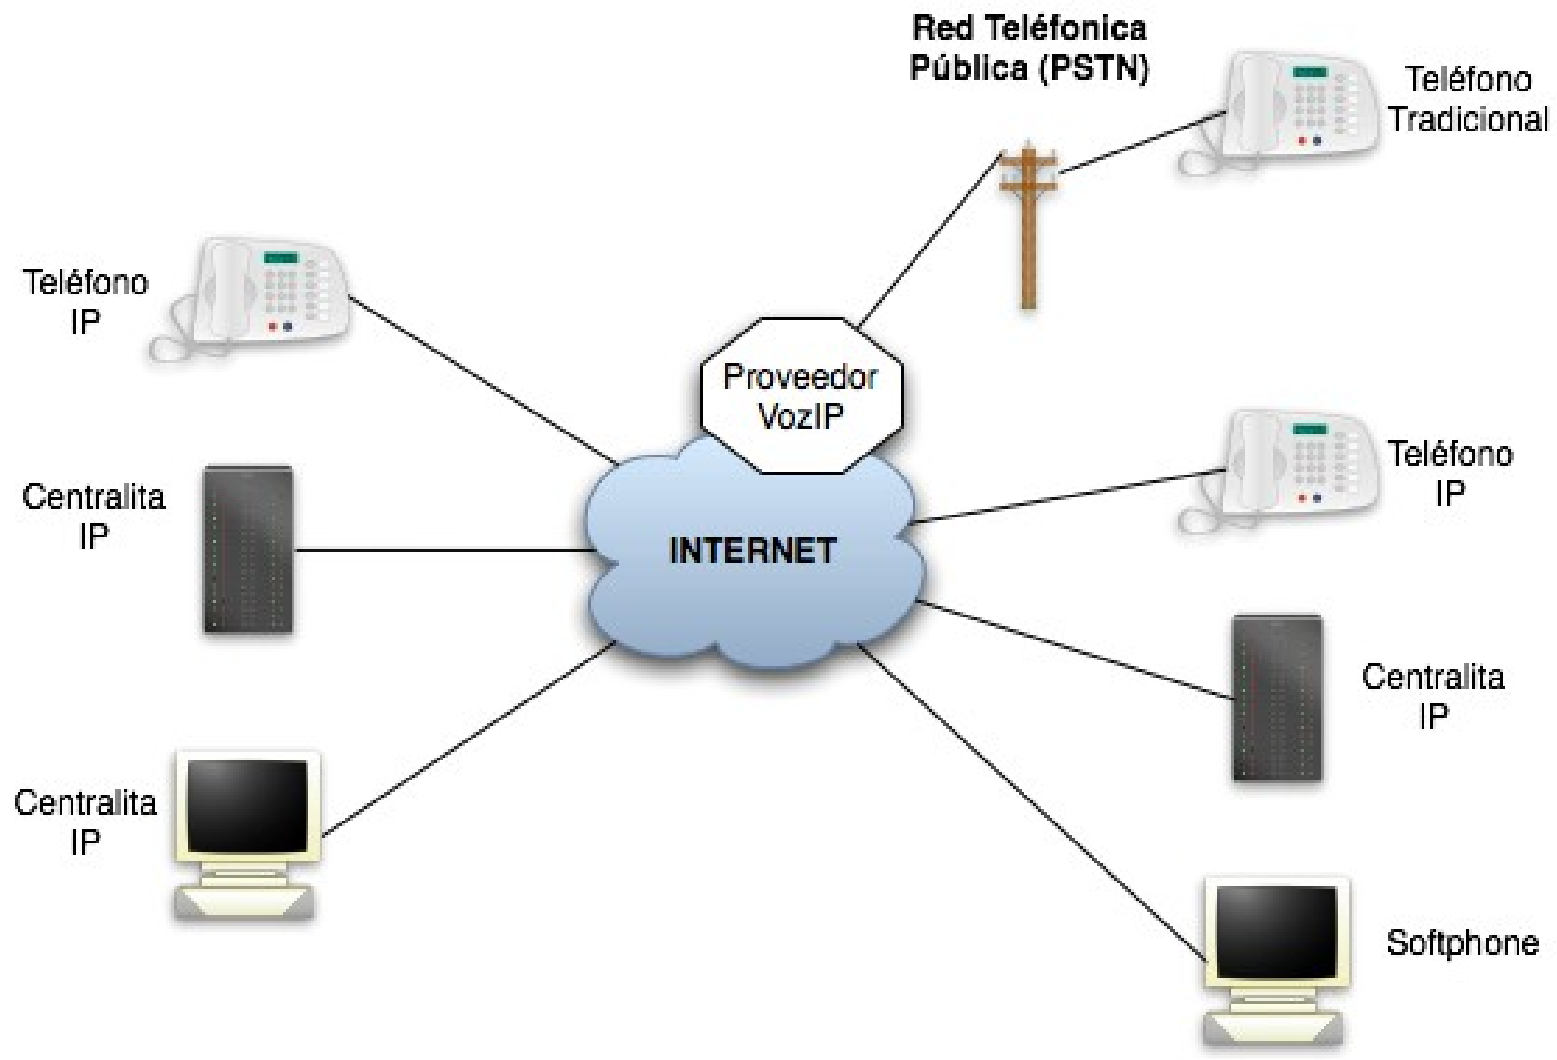 Red Teléfonica
Pública (PSTN)
Teléfono
Tradicional
Teléfono
IP
Proveedor
VozIP
Teléfono
IP
Centralita
IP
INTERNET
Centralita
IP
Centralita
IP
Softphone